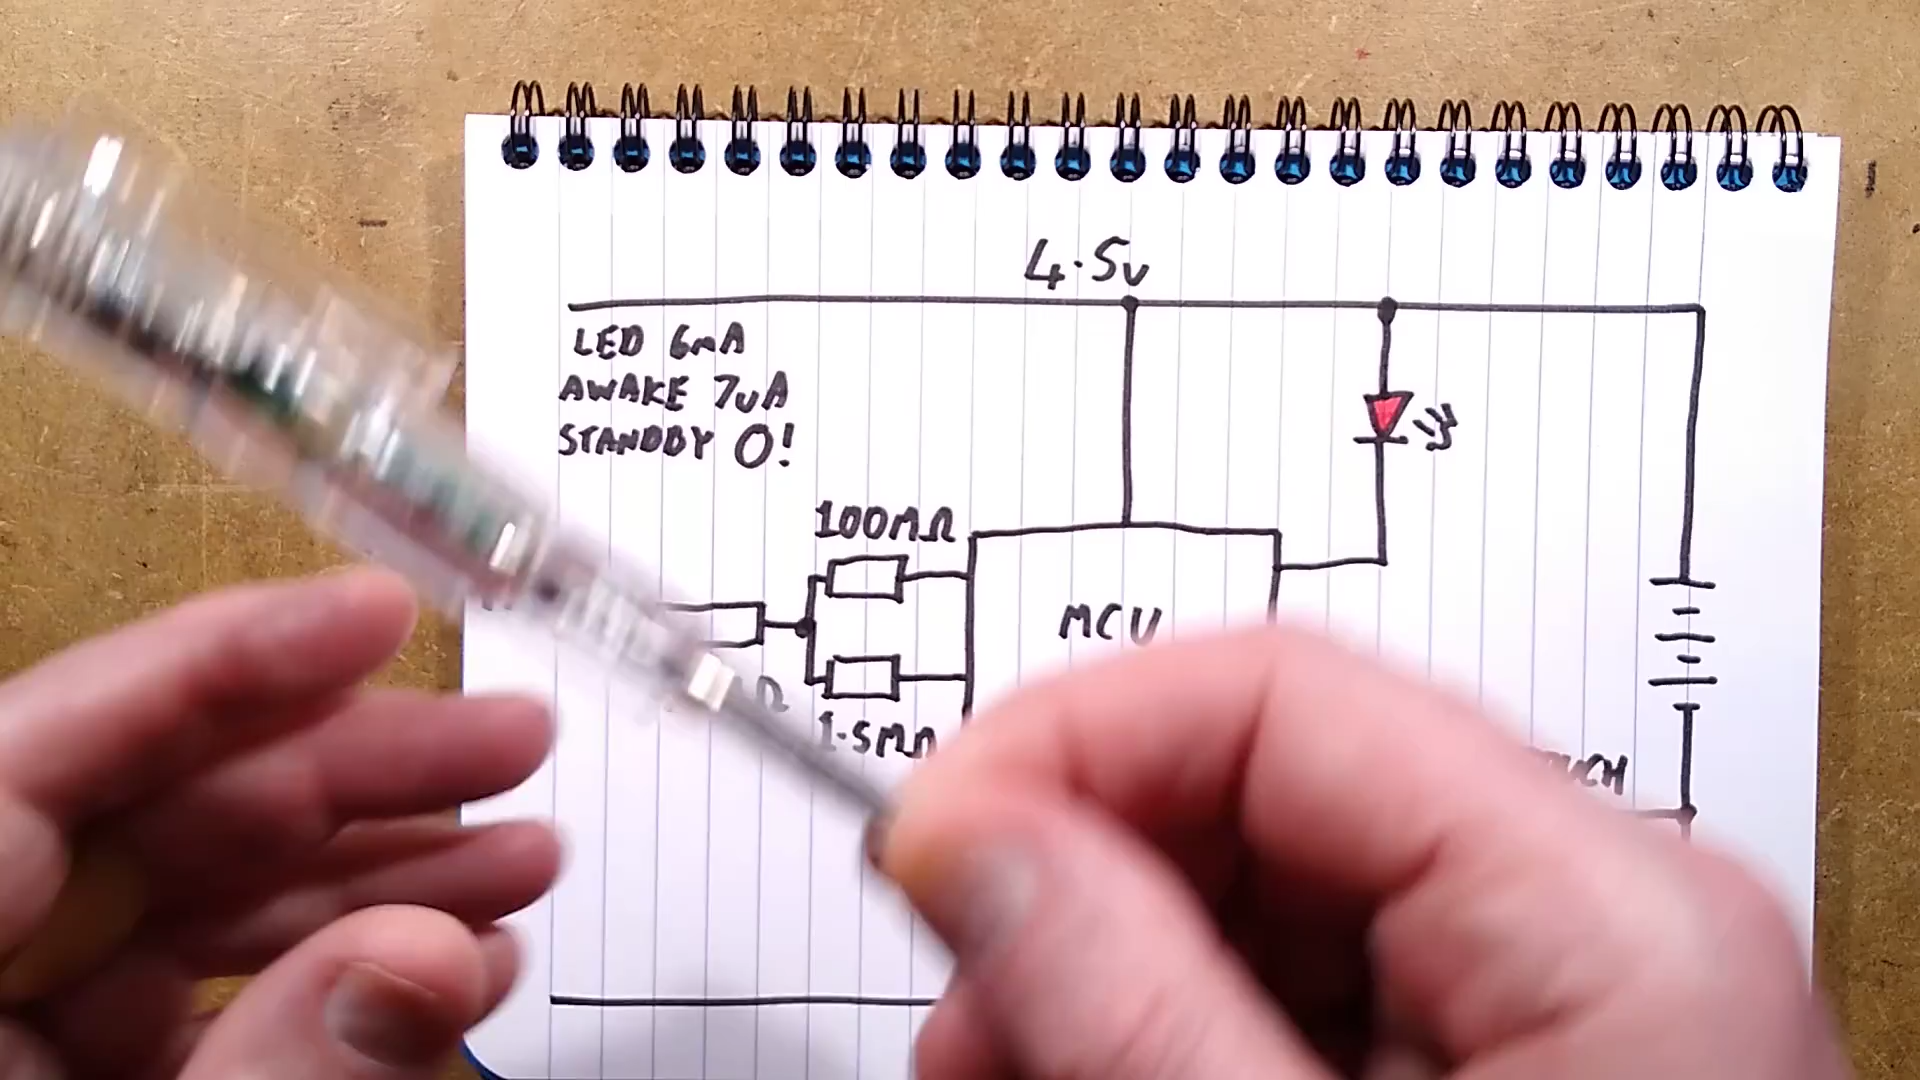 4.5v
LED 6mA
AWAKE 7uA
STANDBY 0!
100MΩ
MCU
Ω
1.5MΩ